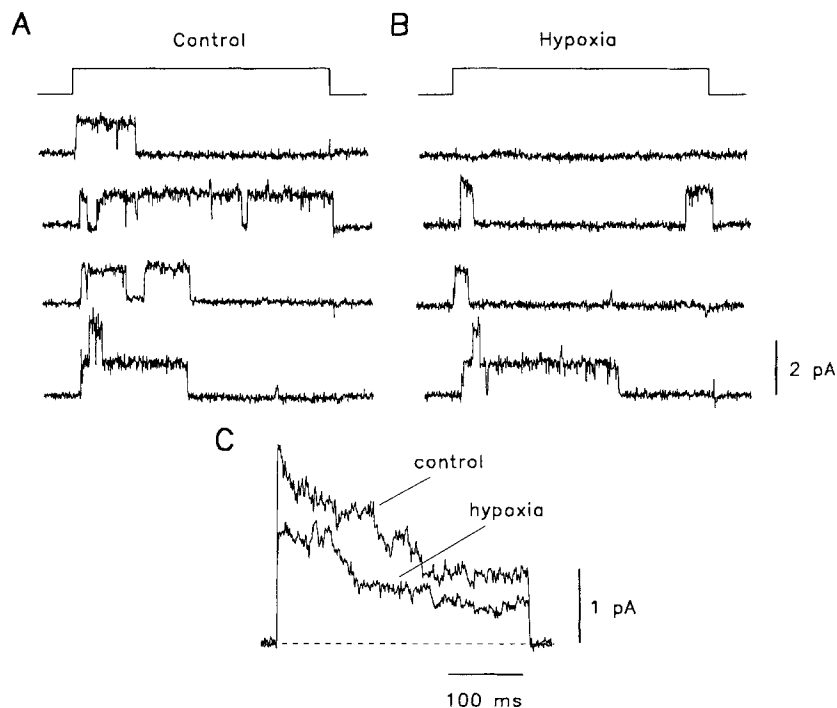 A
Control
B
Hypoxia
2 pA
C
control
hypoxia
1 pA
100 ms